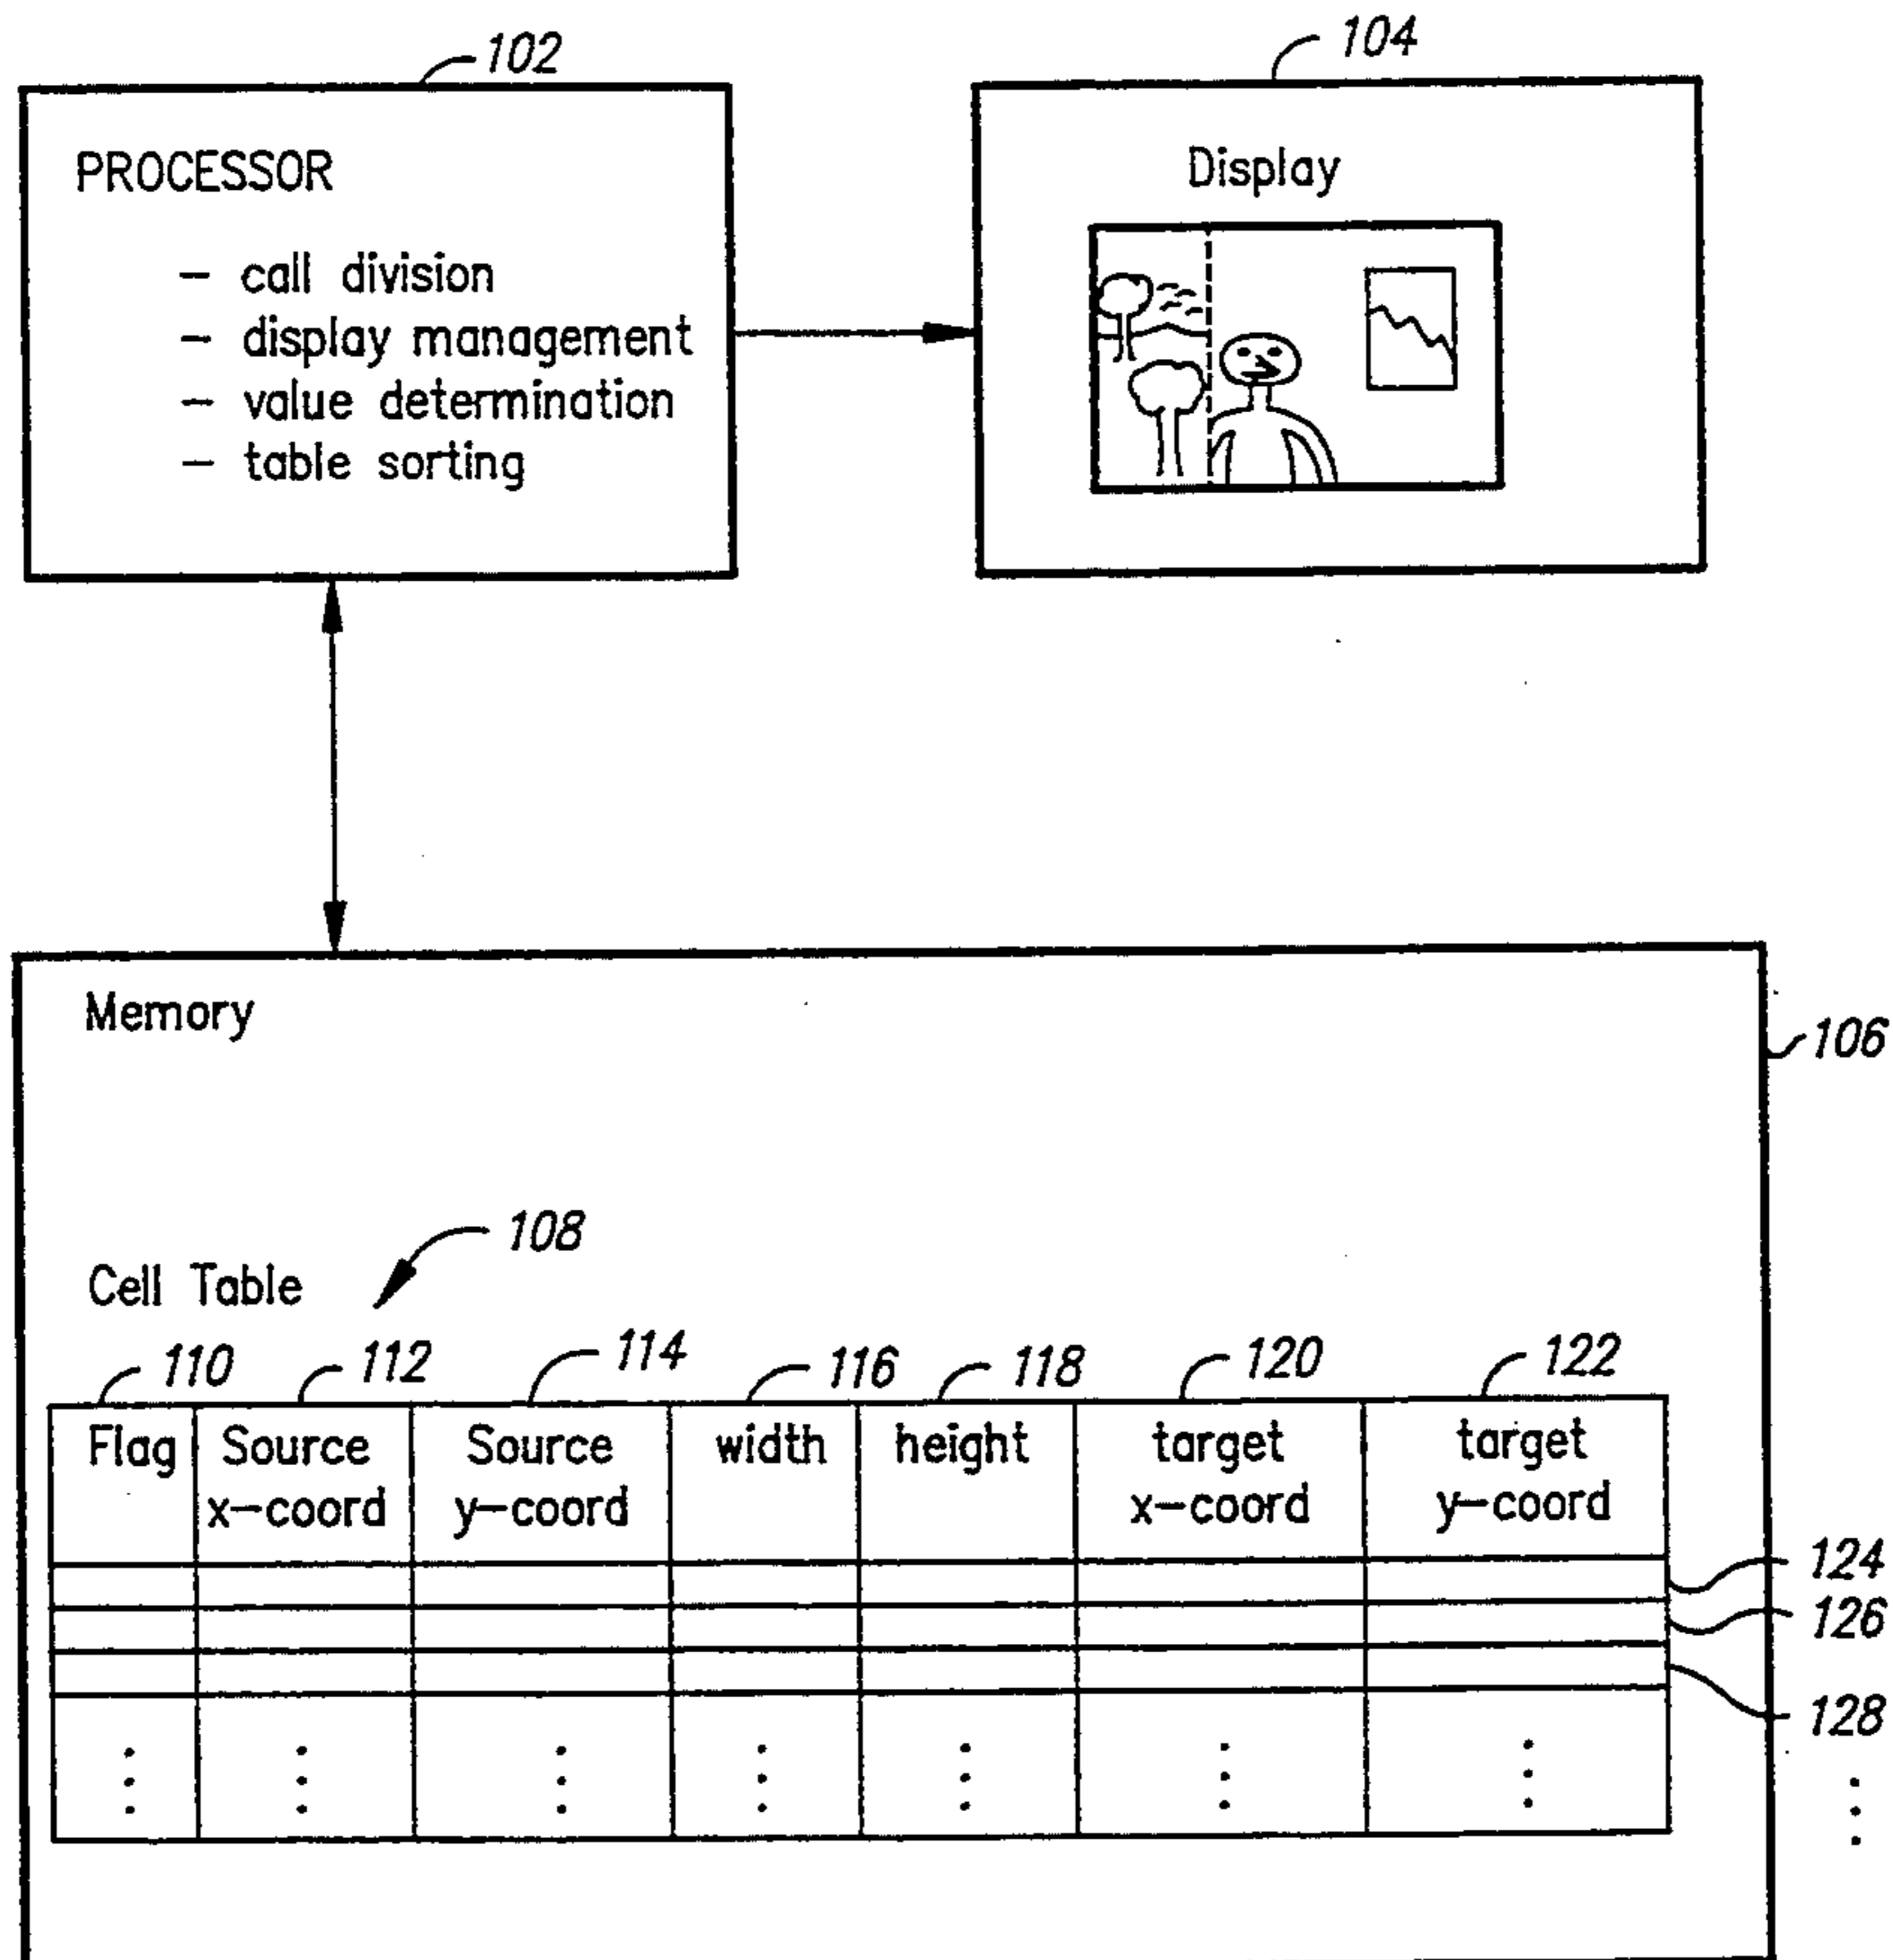 102
104
PROCESSOR
- call division
- display management
- value determination
- table sorting
Display
Memory
106
108
Cell Table
110 112 114 116 118 120 122
Flag Source Source width height target target
x-coord y-coord x-coord y-coord
124
126
128